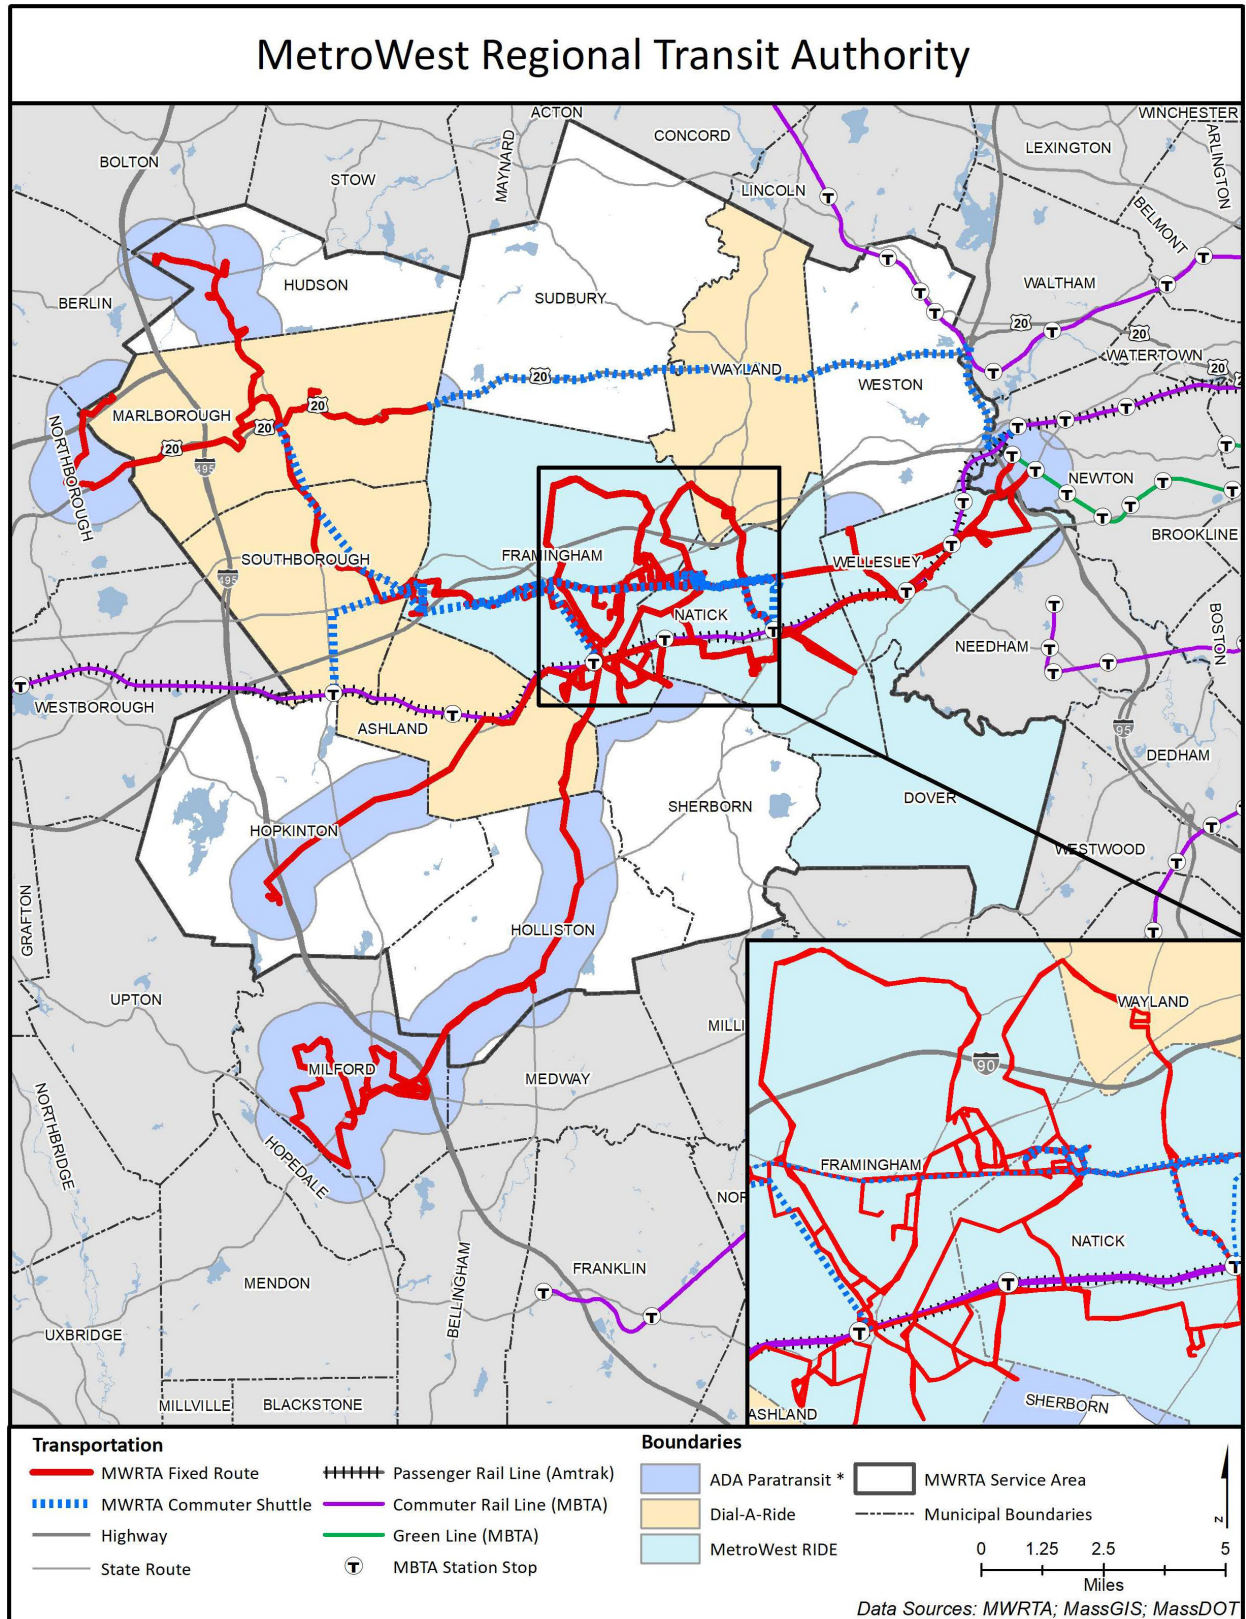 MetroWest Regional Transit Authority
ACTON
WINCHESTER
CONCORD
BOLTON
LEXINGTON
ARLINGTON
STOW
MAYNARD
LINCOLN
BELMONT
HUDSON
WALTHAM
BERLIN
SUDBURY
20
20
WATERTOWN
20
WAYLAND
20
WESTON
MARLBOROUGH
20
20
20
NORTHBOROUGH
495
NEWTON
BROOKLINE
FRAMINGHAM
SOUTHBOROUGH
WELLESLEY
495
NATICK
BOSTON
NEEDHAM
WESTBOROUGH
ASHLAND
95
DEDHAM
DOVER
SHERBORN
HOPKINTON
WESTWOOD
GRAFTON
HOLLISTON
UPTON
WAYLAND
MILLI
90
MILFORD
MEDWAY
NORTHBRIDGE
HOPEDALE
FRAMINGHAM
NOR
NATICK
FRANKLIN
MENDON
BELLINGHAM
UXBRIDGE
SHERBORN
MILLVILLE
BLACKSTONE
ASHLAND
Transportation
MWRTA Fixed Route
MWRTA Commuter Shuttle
Highway
State Route
Passenger Rail Line (Amtrak)
Commuter Rail Line (MBTA)
Green Line (MBTA)
T MBTA Station Stop
Boundaries
ADA Paratransit *
Dial-A-Ride
MetroWest RIDE
MWRTA Service Area
Municipal Boundaries
z
0 1.25 2.5 5
Miles
Data Sources: MWRTA; MassGIS; MassDOT